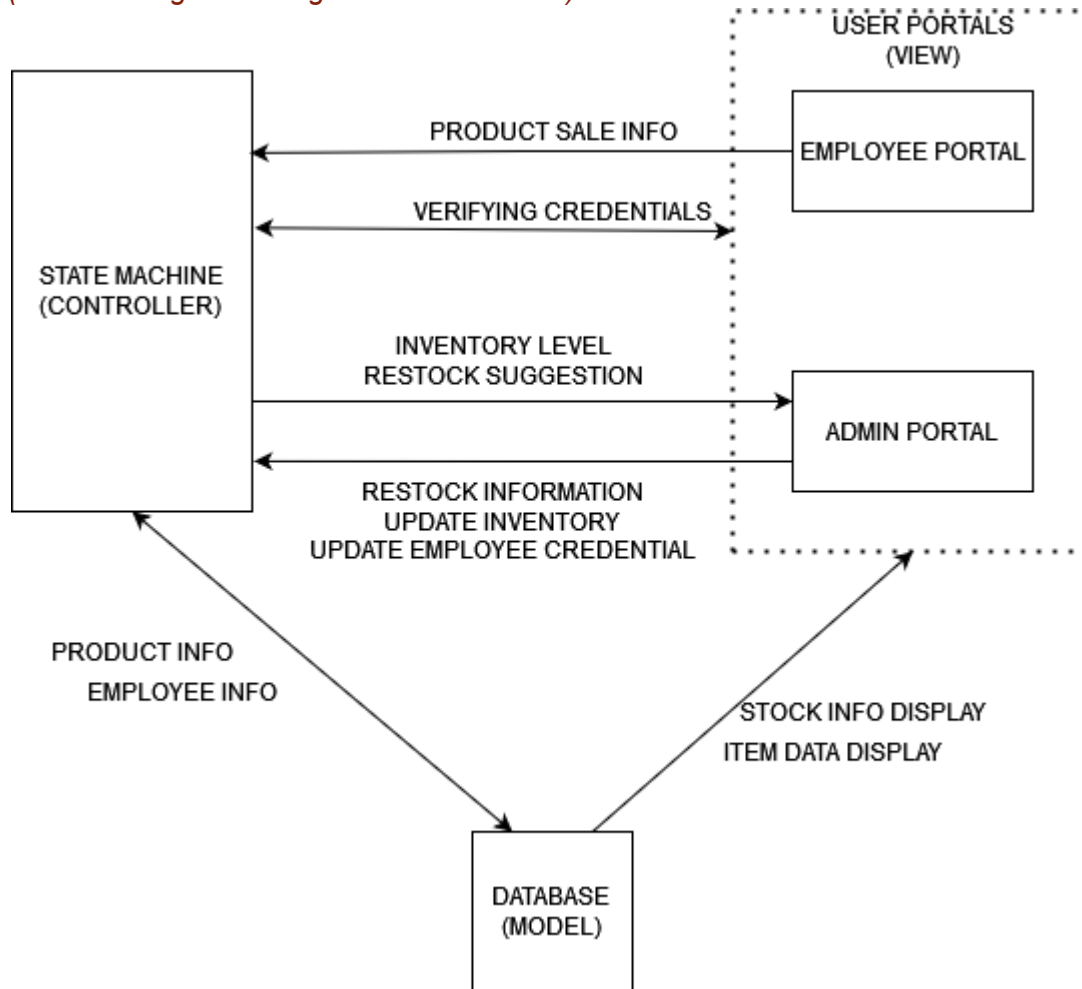 USER PORTALS
(VIEW)
PRODUCT SALE INFO
EMPLOYEE PORTAL
VERIFYING CREDENTIALS
STATE MACHINE
(CONTROLLER)
INVENTORY LEVEL
RESTOCK SUGGESTION
ADMIN PORTAL
RESTOCK INFORMATION
UPDATE INVENTORY
UPDATE EMPLOYEE CREDENTIAL
PRODUCT INFO
EMPLOYEE INFO
STOCK INFO DISPLAY
ITEM DATA DISPLAY
DATABASE
(MODEL)